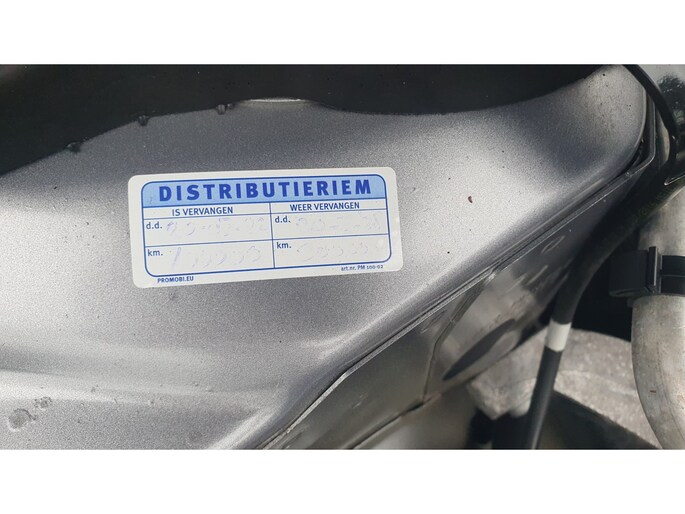 DISTRIBUTIERIEM
IS VERVANGEN WEER VERVANGEN
d.d. d.d.
km. km.
PROMOBI.EU art.nr. PM 100-02